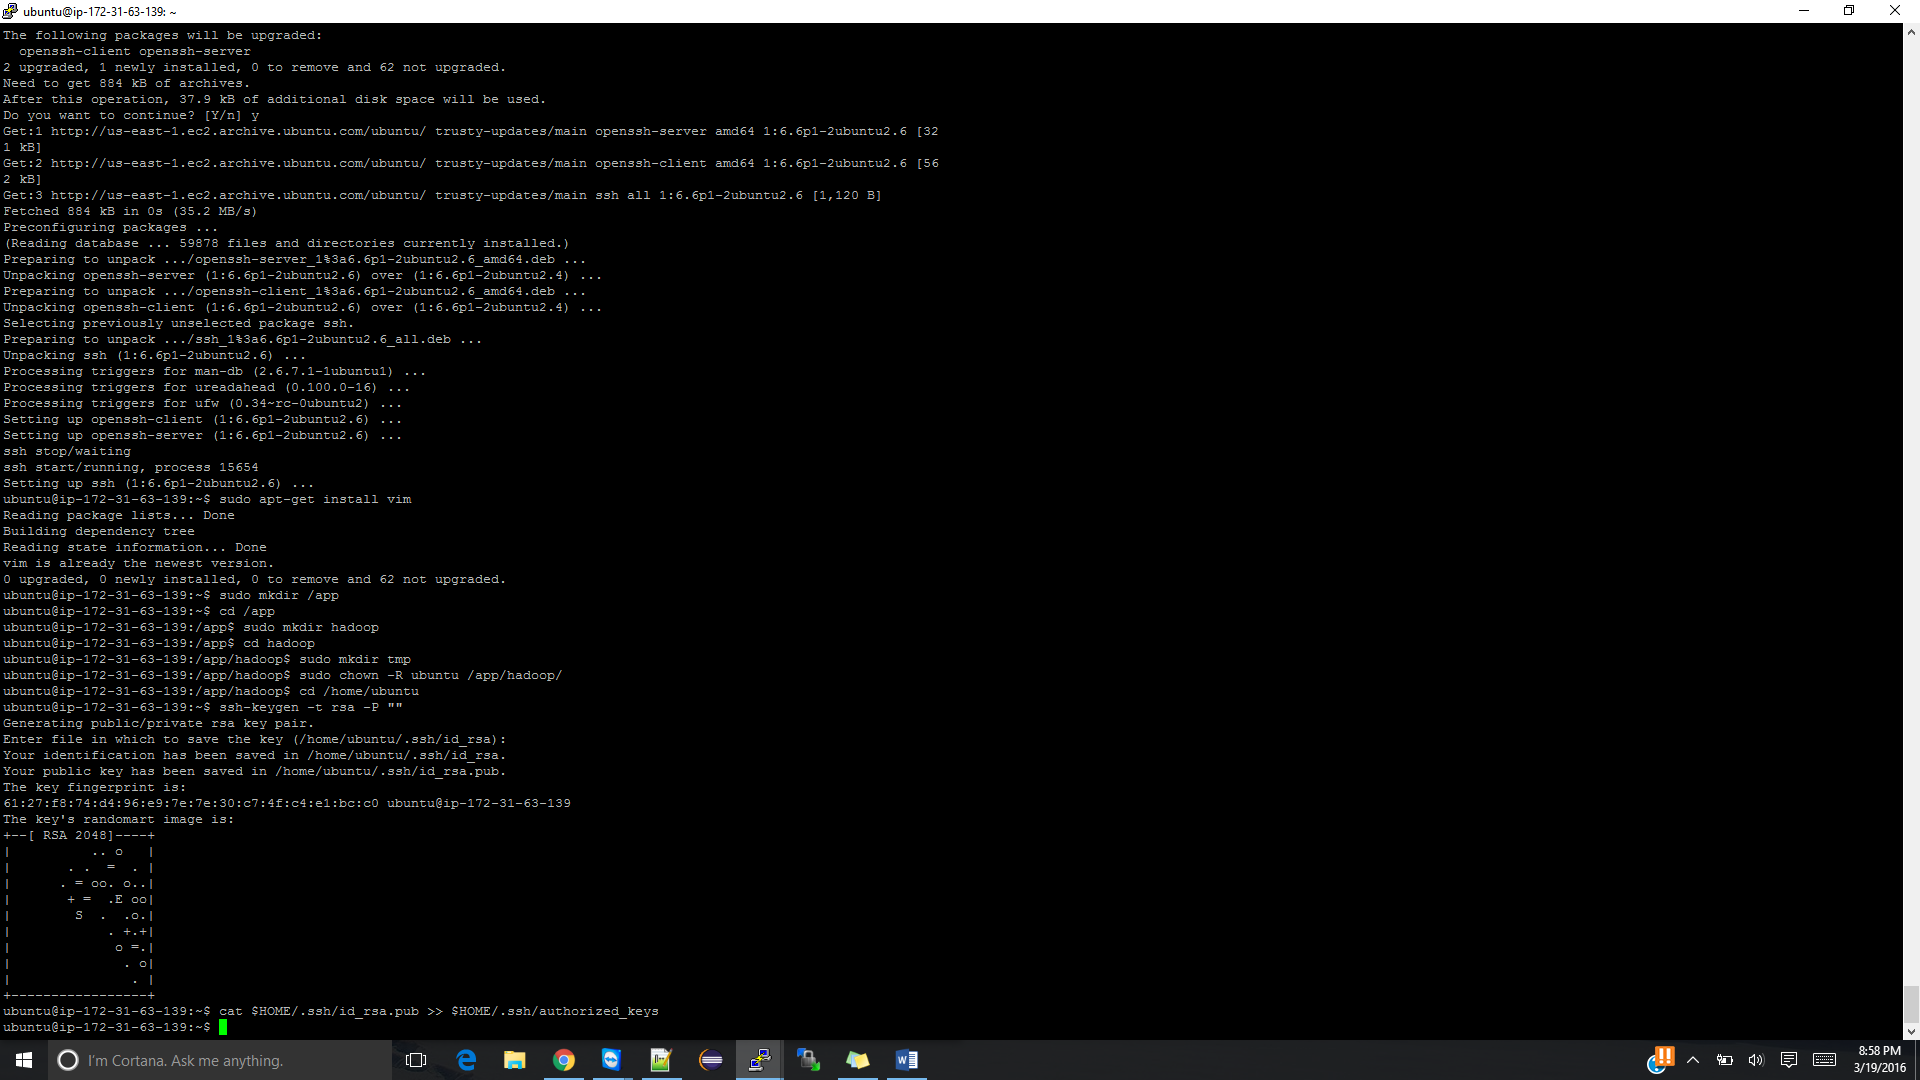 ubuntu@ip-172-31-63-139: ~
The following packages will be upgraded:
  openssh-client openssh-server
2 upgraded, 1 newly installed, 0 to remove and 62 not upgraded.
Need to get 884 kB of archives.
After this operation, 37.9 kB of additional disk space will be used.
Do you want to continue? [Y/n] y
Get:1 http://us-east-1.ec2.archive.ubuntu.com/ubuntu/ trusty-updates/main openssh-server amd64 1:6.6p1-2ubuntu2.6 [32
1 kB]
Get:2 http://us-east-1.ec2.archive.ubuntu.com/ubuntu/ trusty-updates/main openssh-client amd64 1:6.6p1-2ubuntu2.6 [56
2 kB]
Get:3 http://us-east-1.ec2.archive.ubuntu.com/ubuntu/ trusty-updates/main ssh all 1:6.6p1-2ubuntu2.6 [1,120 B]
Fetched 884 kB in 0s (35.2 MB/s)
Preconfiguring packages ...
(Reading database ... 59878 files and directories currently installed.)
Preparing to unpack .../openssh-server_1%3a6.6p1-2ubuntu2.6_amd64.deb ...
Unpacking openssh-server (1:6.6p1-2ubuntu2.6) over (1:6.6p1-2ubuntu2.4) ...
Preparing to unpack .../openssh-client_1%3a6.6p1-2ubuntu2.6_amd64.deb ...
Unpacking openssh-client (1:6.6p1-2ubuntu2.6) over (1:6.6p1-2ubuntu2.4) ...
Selecting previously unselected package ssh.
Preparing to unpack .../ssh_1%3a6.6p1-2ubuntu2.6_all.deb ...
Unpacking ssh (1:6.6p1-2ubuntu2.6) ...
Processing triggers for man-db (2.6.7.1-1ubuntu1) ...
Processing triggers for ureadahead (0.100.0-16) ...
Processing triggers for ufw (0.34~rc-0ubuntu2) ...
Setting up openssh-client (1:6.6p1-2ubuntu2.6) ...
Setting up openssh-server (1:6.6p1-2ubuntu2.6) ...
ssh stop/waiting
ssh start/running, process 15654
Setting up ssh (1:6.6p1-2ubuntu2.6) ...
ubuntu@ip-172-31-63-139:~$ sudo apt-get install vim
Reading package lists... Done
Building dependency tree
Reading state information... Done
vim is already the newest version.
0 upgraded, 0 newly installed, 0 to remove and 62 not upgraded.
ubuntu@ip-172-31-63-139:~$ sudo mkdir /app
ubuntu@ip-172-31-63-139:~$ cd /app
ubuntu@ip-172-31-63-139:/app$ sudo mkdir hadoop
ubuntu@ip-172-31-63-139:/app$ cd hadoop
ubuntu@ip-172-31-63-139:/app/hadoop$ sudo mkdir tmp
ubuntu@ip-172-31-63-139:/app/hadoop$ sudo chown -R ubuntu /app/hadoop/
ubuntu@ip-172-31-63-139:/app/hadoop$ cd /home/ubuntu
ubuntu@ip-172-31-63-139:~$ ssh-keygen -t rsa -P ""
Generating public/private rsa key pair.
Enter file in which to save the key (/home/ubuntu/.ssh/id_rsa):
Your identification has been saved in /home/ubuntu/.ssh/id_rsa.
Your public key has been saved in /home/ubuntu/.ssh/id_rsa.pub.
The key fingerprint is:
61:27:f8:74:d4:96:e9:7e:7e:30:c7:4f:c4:e1:bc:c0 ubuntu@ip-172-31-63-139
The key's randomart image is:
+--[ RSA 2048]----+
|          .. o   |
|       . .  =  . |
|      . = oo. o..|
|       + =  .E oo|
|        S  .  .o.|
|            . +.+|
|             o =.|
|              . o|
|               . |
+-----------------+
ubuntu@ip-172-31-63-139:~$ cat $HOME/.ssh/id_rsa.pub >> $HOME/.ssh/authorized_keys
ubuntu@ip-172-31-63-139:~$
I'm Cortana. Ask me anything.
8:58 PM
3/19/2016